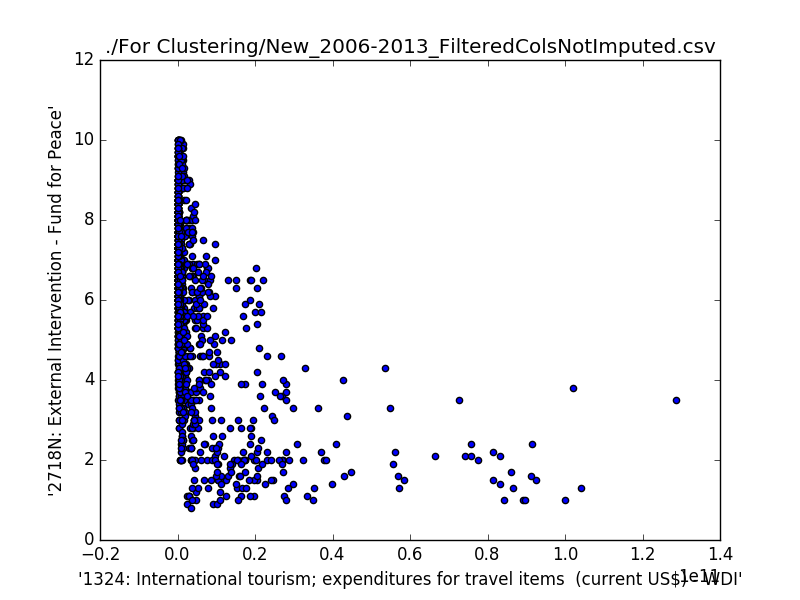 ./For Clustering/New_2006-2013_FilteredColsNotImputed.csv
12
10
8
6
4
2
0
'2718N: External Intervention - Fund for Peace'
−0.2 0.0 0.2 0.4 0.6 0.8 1.0 1.2 1.4
1e11
'1324: International tourism; expenditures for travel items (current US$) - WDI'